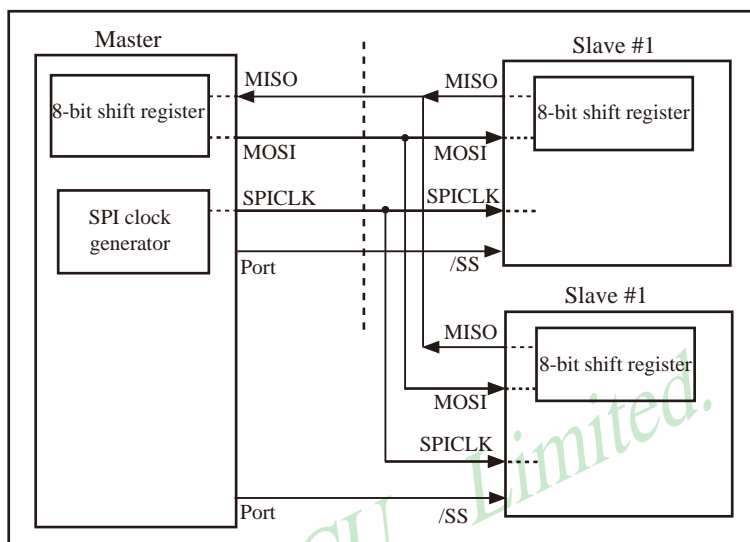 Master
Slave #1
8-bit shift register
MISO
MISO
8-bit shift register
MOSI
MOSI
SPI clock
generator
SPICLK
SPICLK
Port
/SS
Slave #1
MISO
8-bit shift register
MOSI
SPICLK
Port
/SS
Limited.